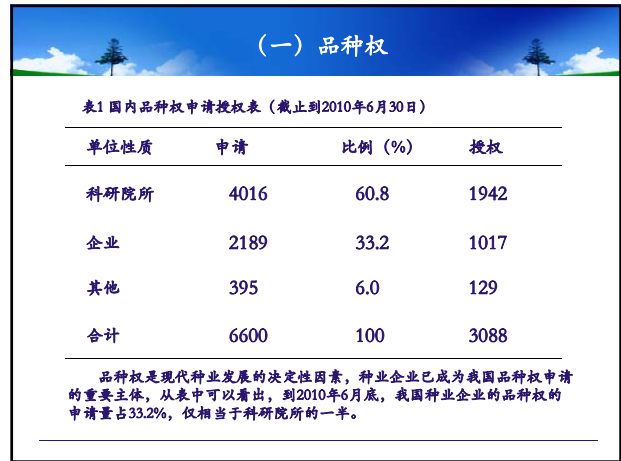 （一）品种权
表1 国内品种权申请授权表（截止到2010年6月30日）
单位性质 申请 比例（%） 授权
科研院所 4016 60.8 1942
企业 2189 33.2 1017
其他 395 6.0 129
合计 6600 100 3088
品种权是现代种业发展的决定性因素，种业企业已成为我国品种权申请
的重要主体，从表中可以看出，到2010年6月底，我国种业企业的品种权的
申请量占33.2%，仅相当于科研院所的一半。